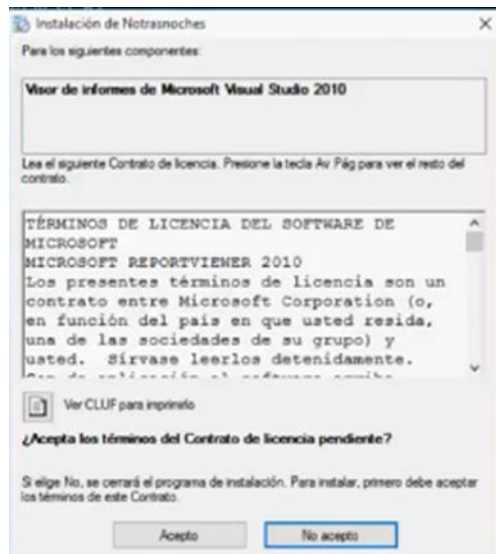 Instalación de Notrasnoches
Para los siguientes componentes:
Visor de informes de Microsoft Visual Studio 2010
Lea el siguiente Contrato de licencia. Presione la tecla Av Pág para ver el resto del
contrato.
TÉRMINOS DE LICENCIA DEL SOFTWARE DE
MICROSOFT
MICROSOFT REPORTVIEWER 2010
Los presentes términos de licencia son un
contrato entre Microsoft Corporation (o,
en función del país en que usted resida,
una de las sociedades de su grupo) y
usted. Sírvase leerlos detenidamente.
Ver CLUF para imprimirlo
¿Acepta los términos del Contrato de licencia pendiente?
Si elige No, se cerrará el programa de instalación. Para instalar, primero debe aceptar
los términos de este Contrato.
Acepto
No acepto